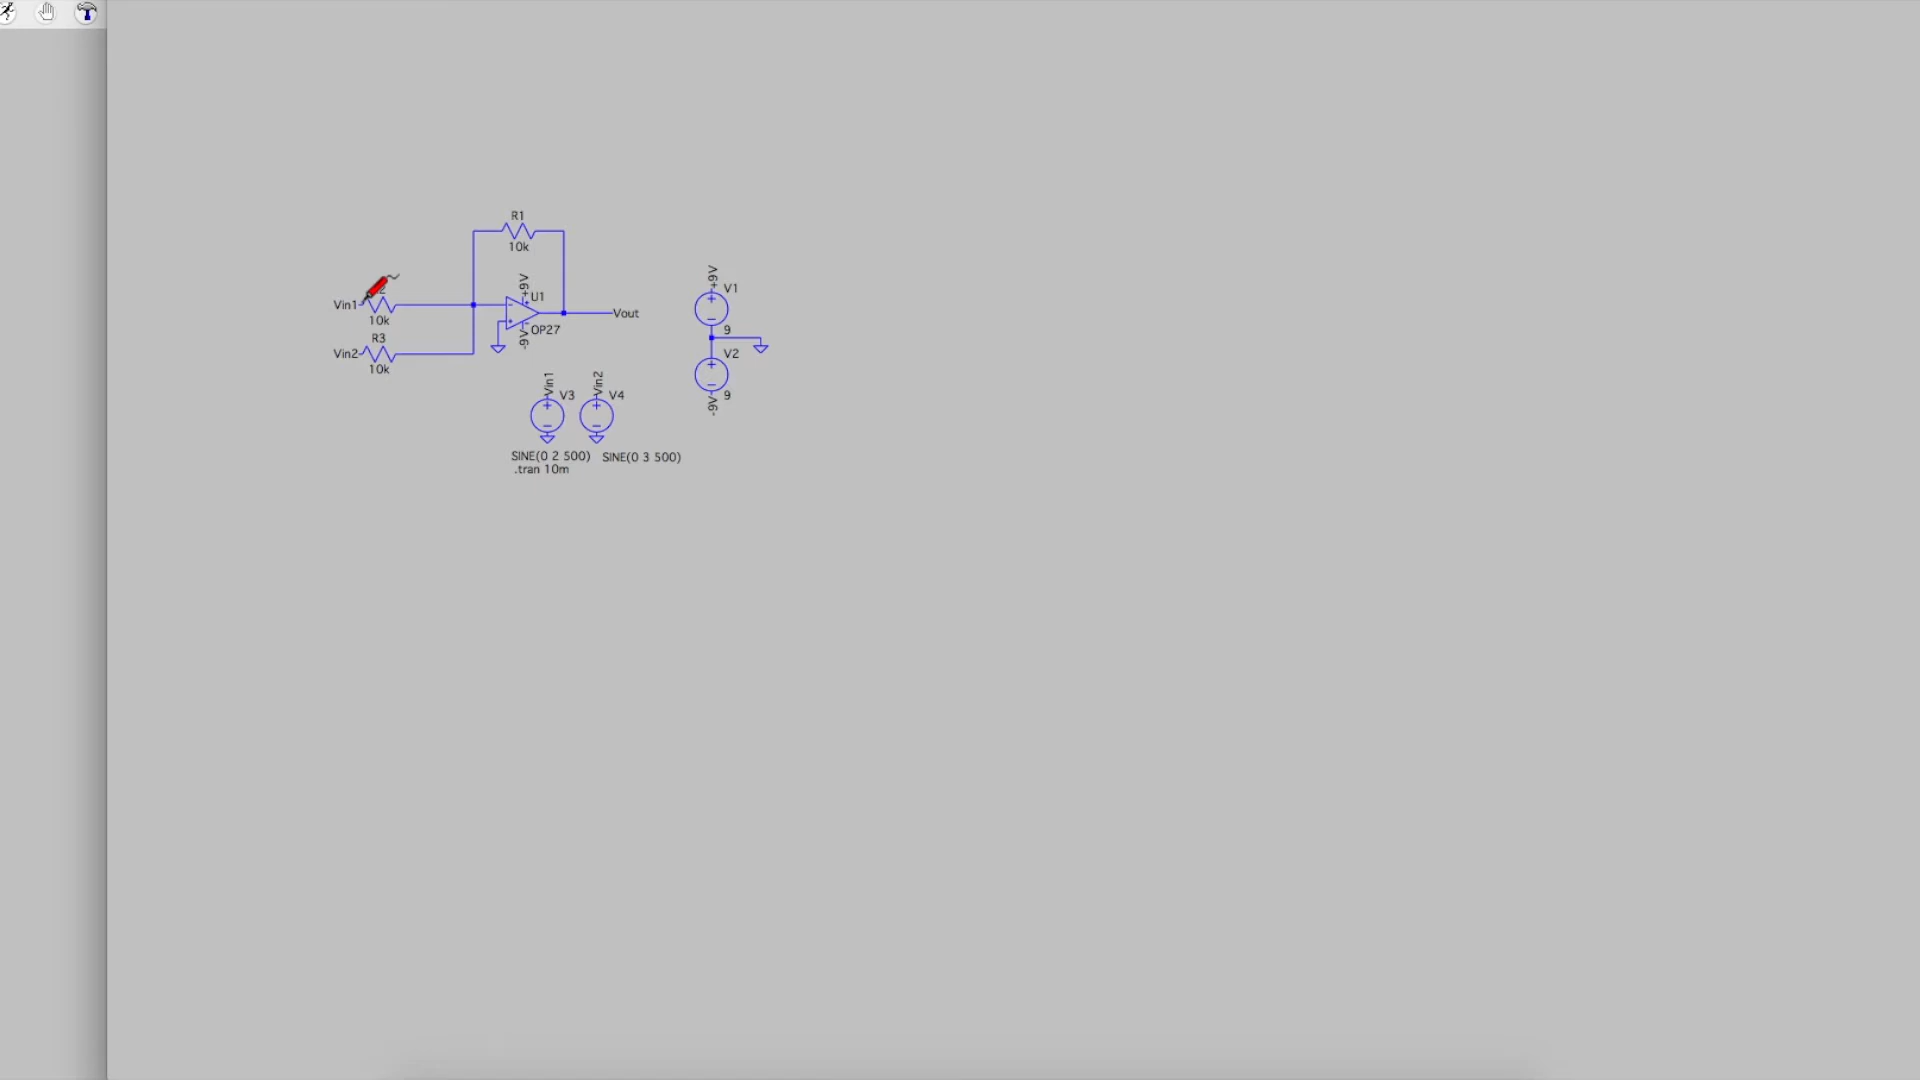 R1
10k
+9V
U1
Vin1
10k
OP27
-9V
Vout
R3
Vin2
10k
+9V
V1
9
V2
9
-9V
Vin1
V3
Vin2
V4
SINE(0 2 500)
SINE(0 3 500)
.tran 10m